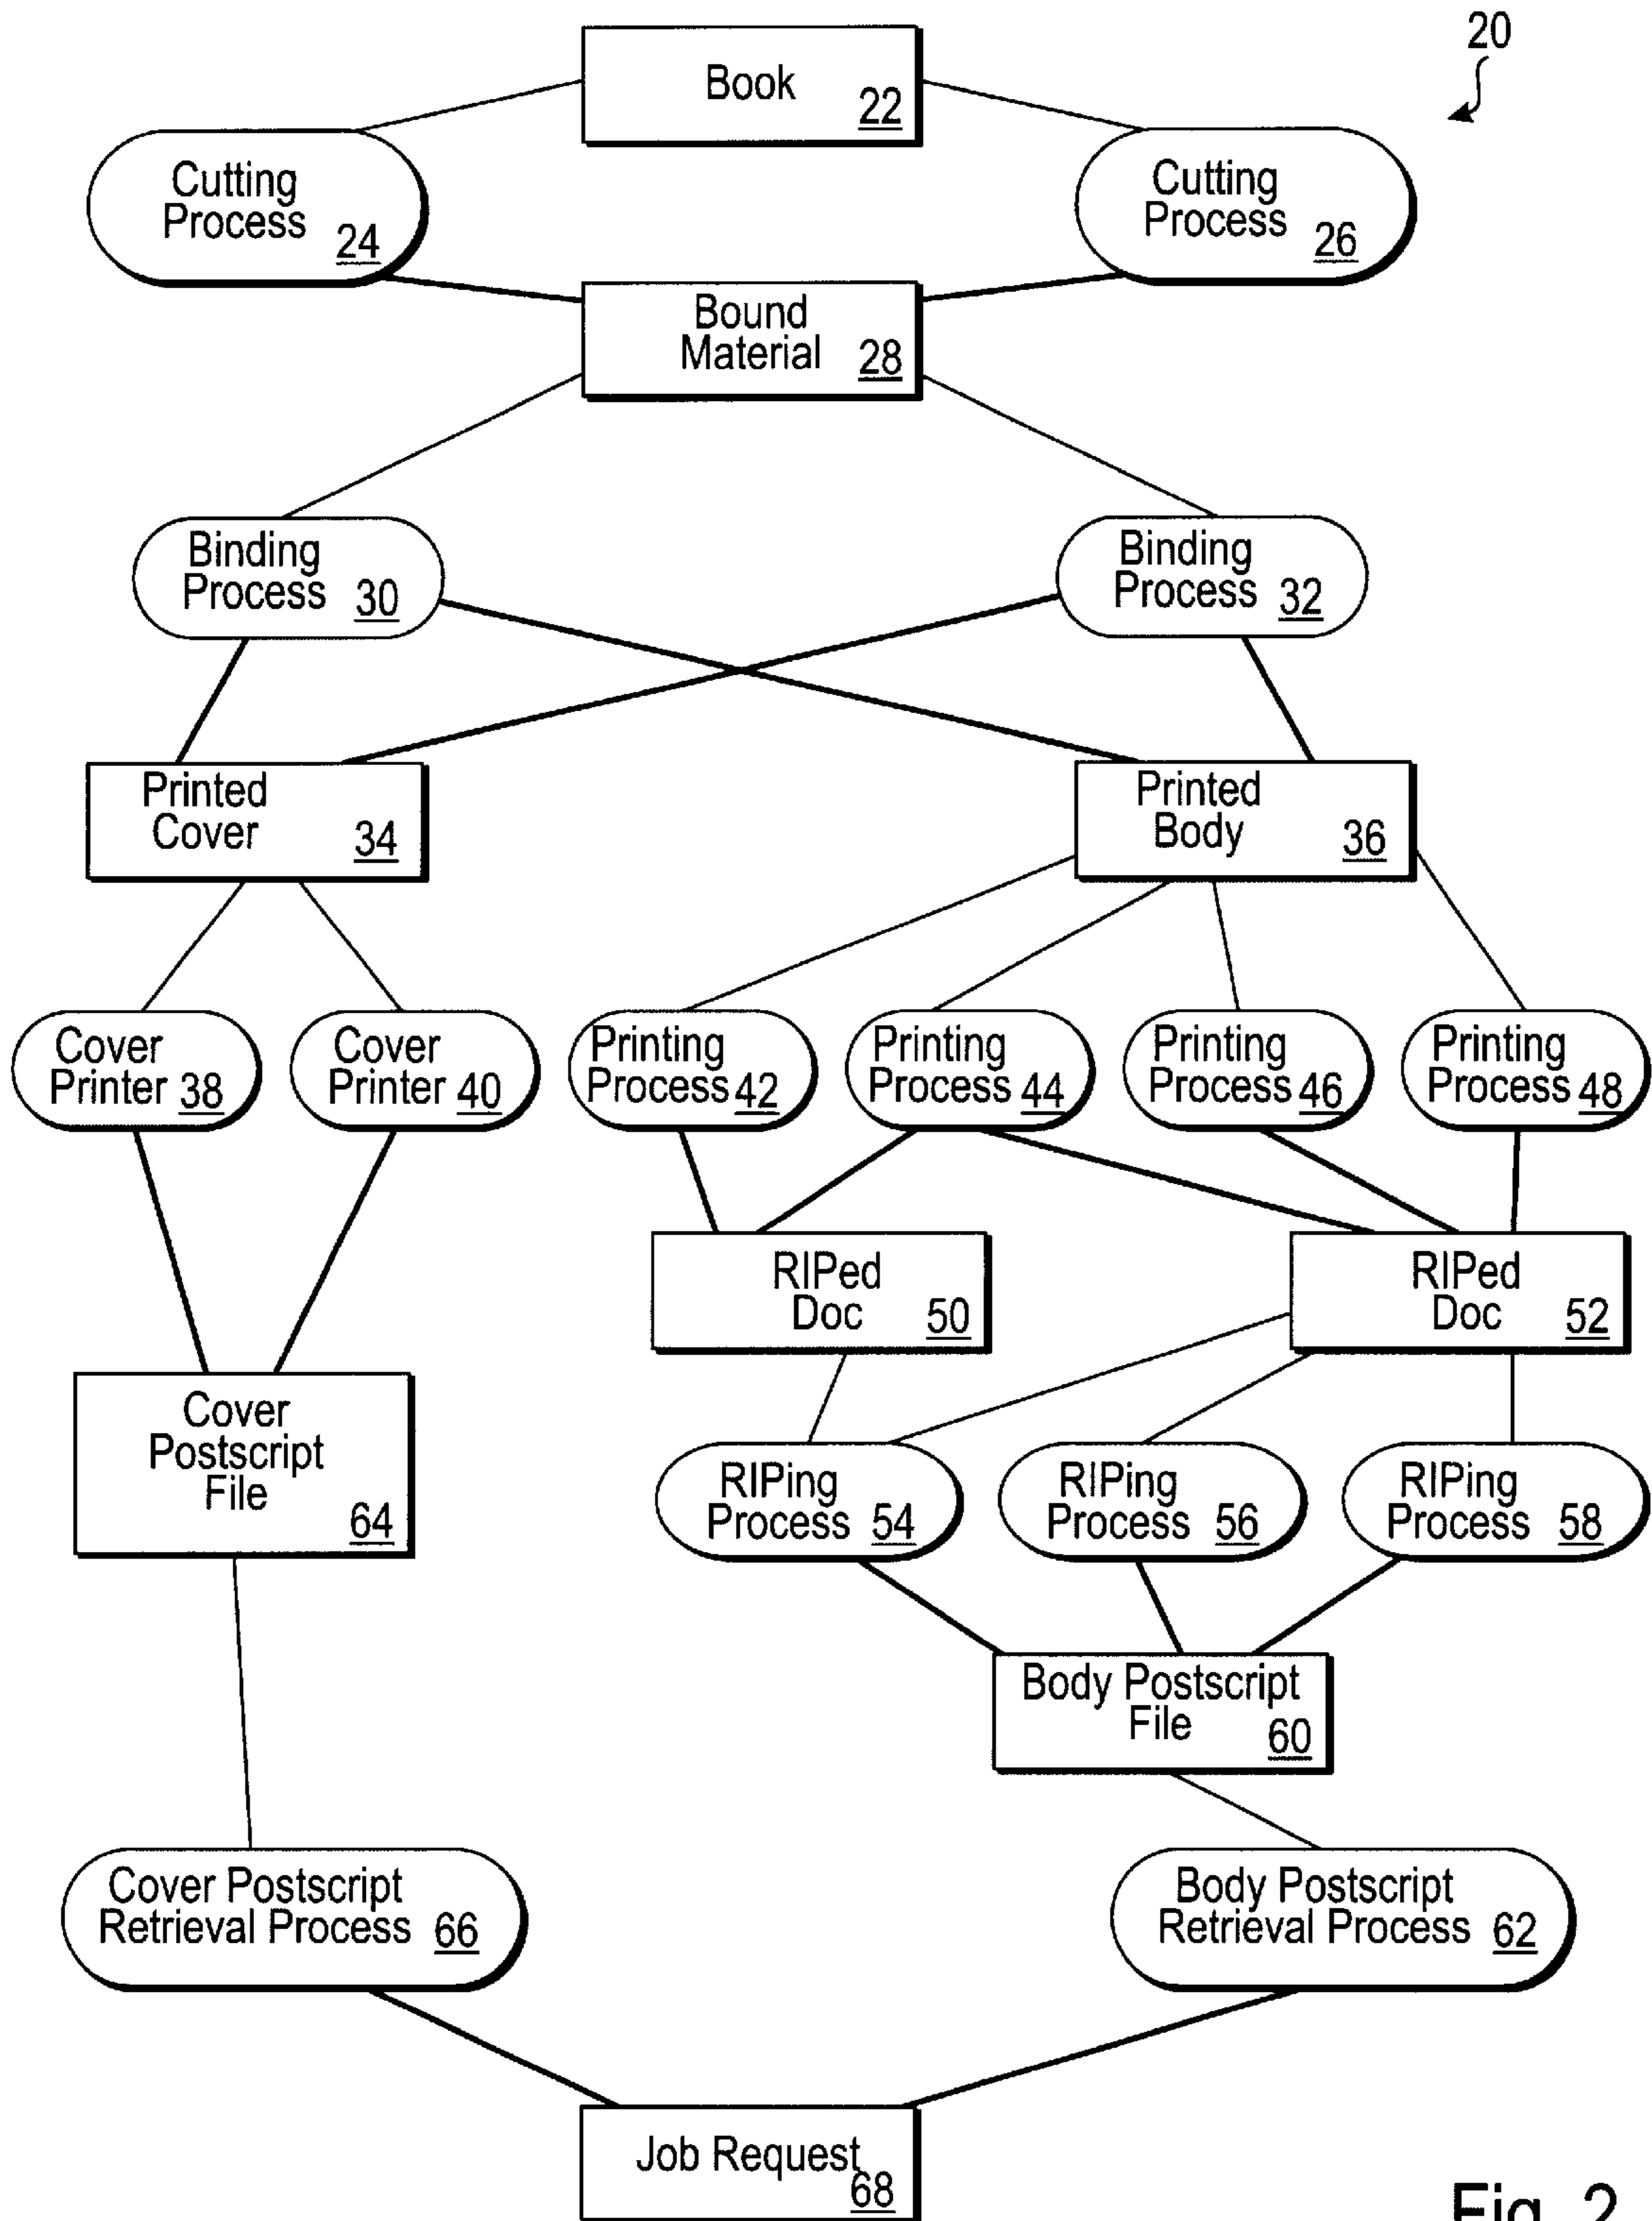 20
Book
22
Cutting
Process
24
Cutting
Process
26
Bound
Material
28
Binding
Process 30
Binding
Process 32
Printed
Cover
34
Printed
Body
36
Cover
Printer 38
Cover
Printer 40
Printing
Process 42
Printing
Process 44
Printing
Process 46
Printing
Process 48
RIPed
Doc 50
RIPed
Doc 52
Cover
Postscript
File
64
RIPing
Process 54
RIPing
Process 56
RIPing
Process 58
Body Postscript
File
60
Cover Postscript
Retrieval Process 66
Body Postscript
Retrieval Process 62
Job Request
68
Fig. 2